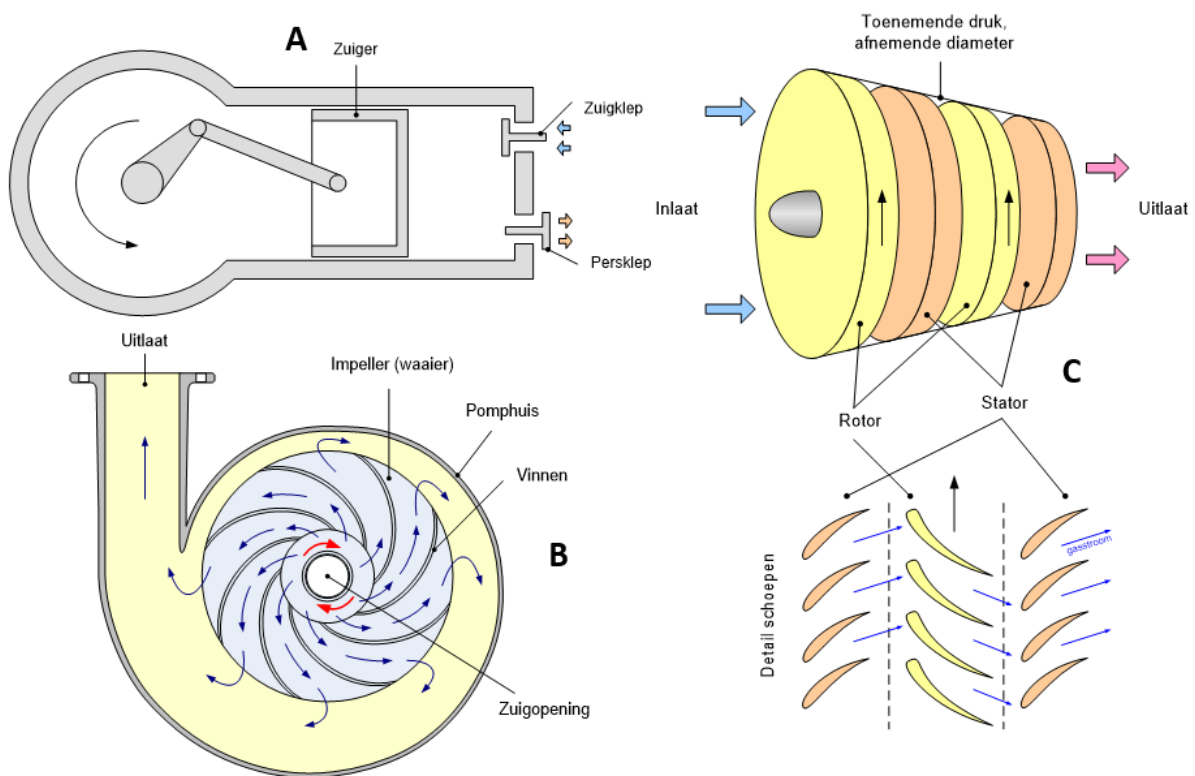 A
Zuiger
Zuigklep
Persklep
Toenemende druk,
afnemende diameter
Inlaat
Uitlaat
C
Rotor
Stator
Detail schoepen
gasstroom
Uitlaat
Impeller (waaier)
Pomphuis
Vinnen
B
Zuigopening